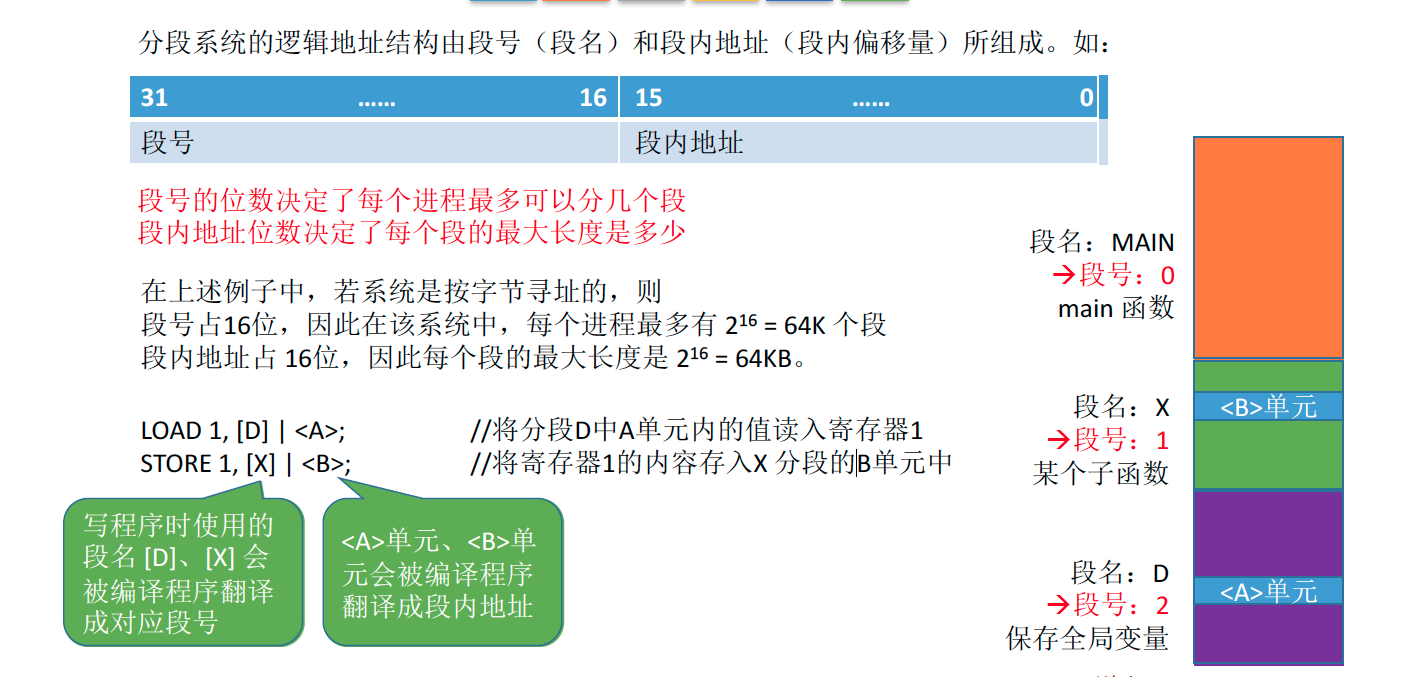 分段系统的逻辑地址结构由段号（段名）和段内地址（段内偏移量）所组成。如：
31 …… 16 15 …… 0
段号 段内地址
段号的位数决定了每个进程最多可以分几个段
段内地址位数决定了每个段的最大长度是多少
在上述例子中，若系统是按字节寻址的，则
段号占16位，因此在该系统中，每个进程最多有 2¹⁶ = 64K 个段
段内地址占 16位，因此每个段的最大长度是 2¹⁶ = 64KB。
LOAD 1, [D] | <A>; //将分段D中A单元内的值读入寄存器1
STORE 1, [X] | <B>; //将寄存器1的内容存入X 分段的B单元中
写程序时使用的
段名 [D]、[X] 会
被编译程序翻译
成对应段号
<A>单元、<B>单
元会被编译程序
翻译成段内地址
段名：MAIN
→段号：0
main 函数
段名：X
→段号：1
某个子函数
<B>单元
段名：D
→段号：2
保存全局变量
<A>单元